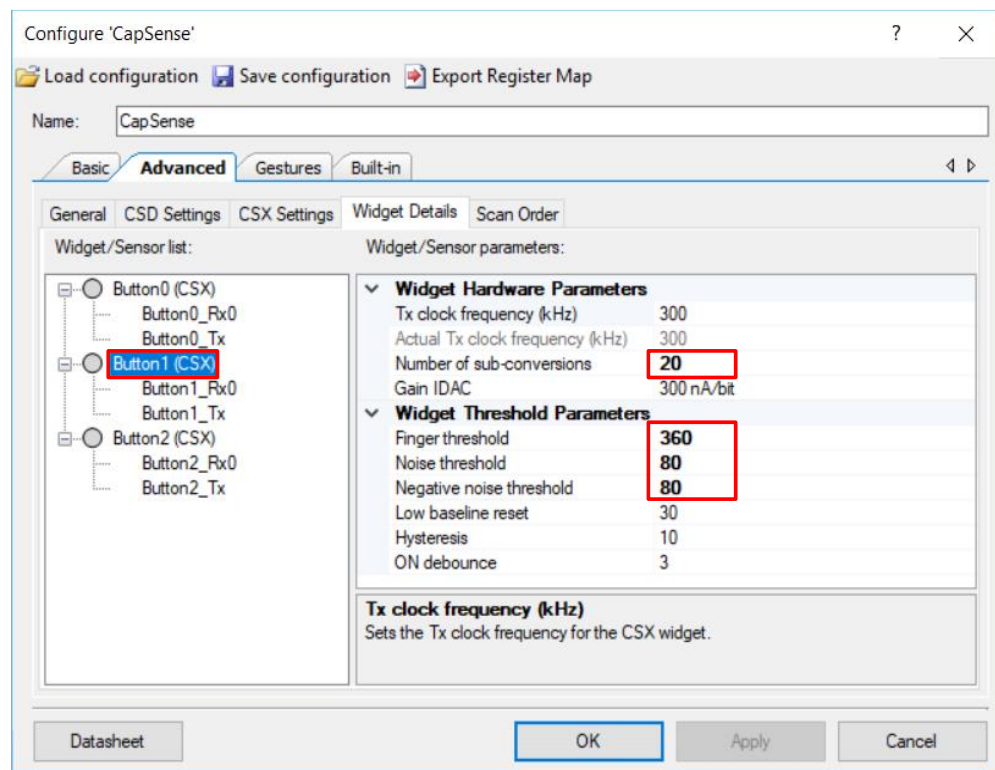 Configure 'CapSense'
?
Load configuration Save configuration Export Register Map
Name: CapSense
Basic Advanced Gestures Built-in
General CSD Settings CSX Settings Widget Details Scan Order
Widget/Sensor list:
Button0 (CSX)
Button0_Rx0
Button0_Tx
Button1 (CSX)
Button1_Rx0
Button1_Tx
Button2 (CSX)
Button2_Rx0
Button2_Tx
Widget/Sensor parameters:
Widget Hardware Parameters
Tx clock frequency (kHz) 300
Actual Tx clock frequency (kHz) 300
Number of sub-conversions 20
Gain IDAC 300 nA/bit
Widget Threshold Parameters
Finger threshold 360
Noise threshold 80
Negative noise threshold 80
Low baseline reset 30
Hysteresis 10
ON debounce 3
Tx clock frequency (kHz)
Sets the Tx clock frequency for the CSX widget.
Datasheet OK Apply Cancel